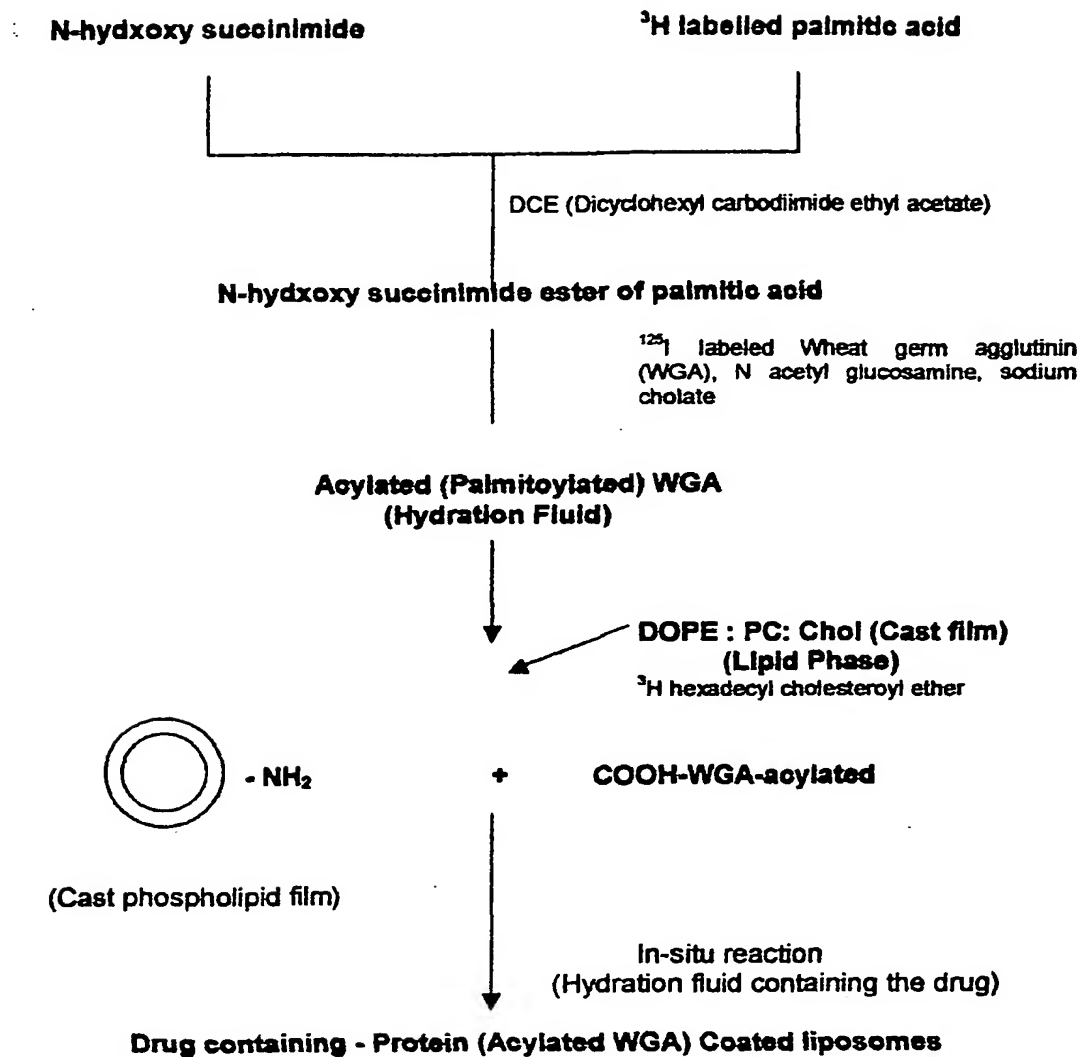 N-hydxoxy succinimide
³H labelled palmitic acid
DCE (Dicyclohexyl carbodiimide ethyl acetate)
N-hydxoxy succinimide ester of palmitic acid
¹²⁵I labeled Wheat germ agglutinin
(WGA), N acetyl glucosamine, sodium
cholate
Acylated (Palmitoylated) WGA
(Hydration Fluid)
DOPE : PC: Chol (Cast film)
(Lipid Phase)
³H hexadecyl cholesteroyl ether
- NH₂
+
COOH-WGA-acylated
(Cast phospholipid film)
In-situ reaction
(Hydration fluid containing the drug)
Drug containing - Protein (Acylated WGA) Coated liposomes